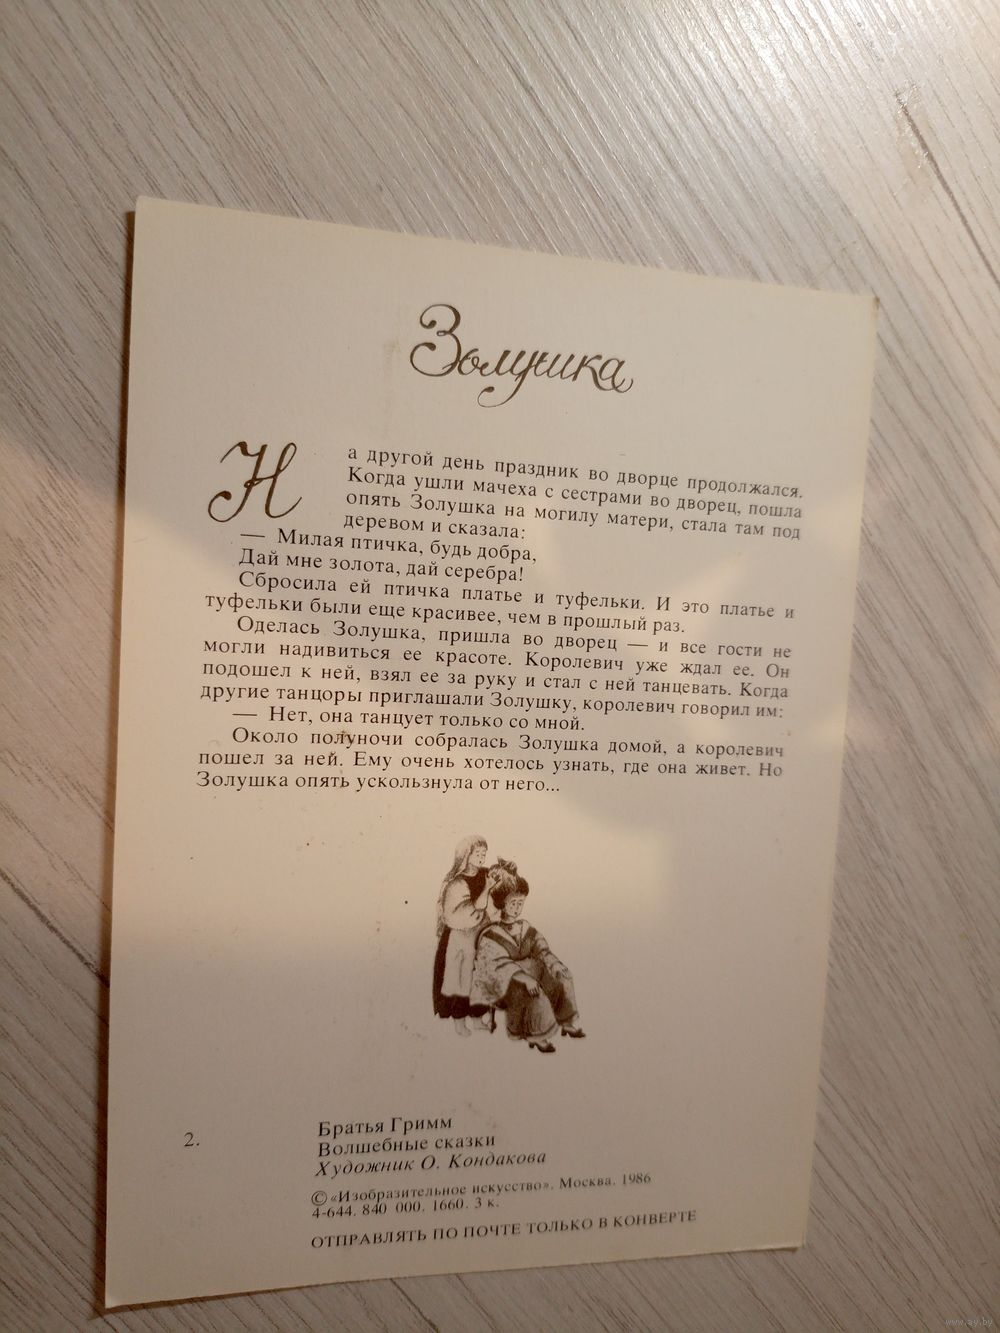 Золушка
На другой день праздник во дворце продолжался.
Когда ушли мачеха с сестрами во дворец, пошла
опять Золушка на могилу матери, стала там под
деревом и сказала:
— Милая птичка, будь добра,
Дай мне золота, дай серебра!
Сбросила ей птичка платье и туфельки. И это платье и
туфельки были еще красивее, чем в прошлый раз.
Оделась Золушка, пришла во дворец — и все гости не
могли надивиться ее красоте. Королевич уже ждал ее. Он
подошел к ней, взял ее за руку и стал с ней танцевать. Когда
другие танцоры приглашали Золушку, королевич говорил им:
— Нет, она танцует только со мной.
Около полуночи собралась Золушка домой, а королевич
пошел за ней. Ему очень хотелось узнать, где она живет. Но
Золушка опять ускользнула от него...
2.
Братья Гримм
Волшебные сказки
Художник О. Кондакова
© «Изобразительное искусство». Москва. 1986
4-644. 840 000. 1660. 3 к.
ОТПРАВЛЯТЬ ПО ПОЧТЕ ТОЛЬКО В КОНВЕРТЕ
www.ay.by